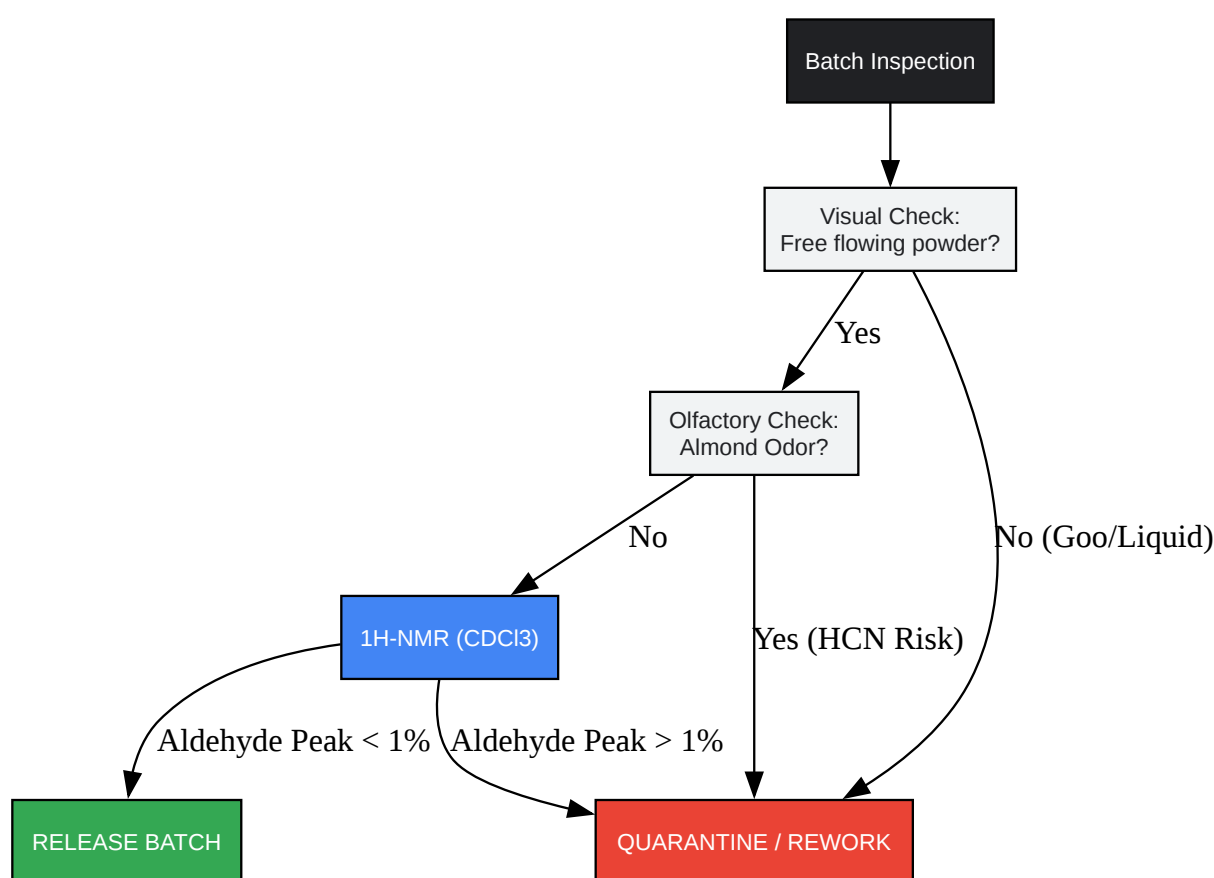 Batch Inspection
Visual Check:
Free flowing powder?
Yes
Olfactory Check:
Almond Odor?
No
No (Goo/Liquid)
1H-NMR (CDCl3)
Yes (HCN Risk)
Aldehyde Peak < 1%
Aldehyde Peak > 1%
RELEASE BATCH
QUARANTINE / REWORK